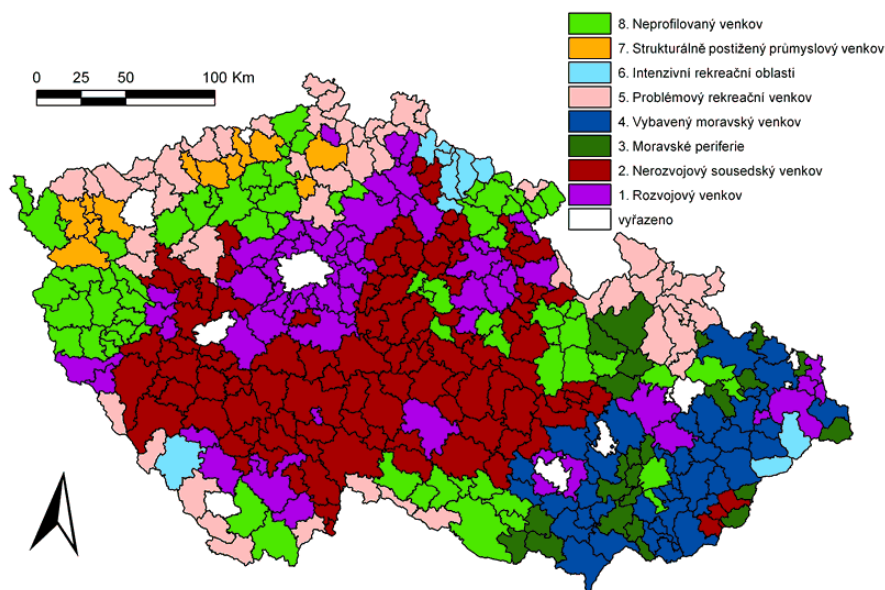 8. Neprofilovaný venkov
7. Strukturálně postižený průmyslový venkov
6. Intenzivní rekreační oblasti
5. Problémový rekreační venkov
4. Vybavený moravský venkov
3. Moravské periferie
2. Nerozvojový sousedský venkov
1. Rozvojový venkov
vyřazeno
0 25 50 100 Km